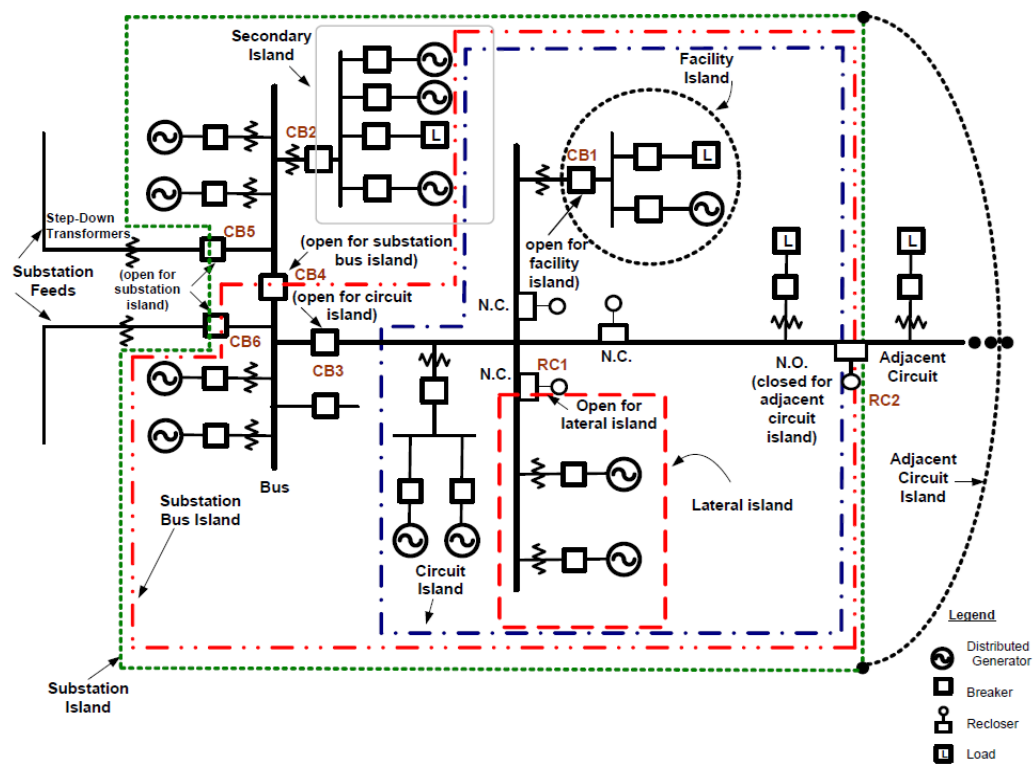 Secondary
Island
Facility
Island
CB2
L
CB1
L
Step-Down
Transformers
CB5
(open for substation
bus island)
open for
facility island
L
L
Substation
Feeds
(open for
substation
island)
CB4
(open for circuit
island)
N.C.
CB6
CB3
N.C.
N.C.
RC1
N.O.
(closed for
adjacent
circuit
island)
Adjacent
Circuit
RC2
Open for
lateral island
Adjacent
Circuit
Island
Bus
Substation
Bus Island
Lateral island
Circuit
Island
Substation
Island
Legend
Distributed
Generator
Breaker
Recloser
L
Load